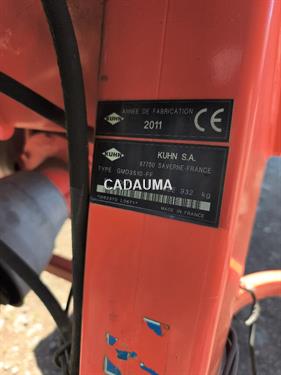 KUHN
ANNEE DE FABRICATION
2011
CE
KUHN
KUHN S.A.
67700 SAVERNE-FRANCE
TYPE GMD3510-FF
CADAUMA
932 kg
MADE IN FRANCE